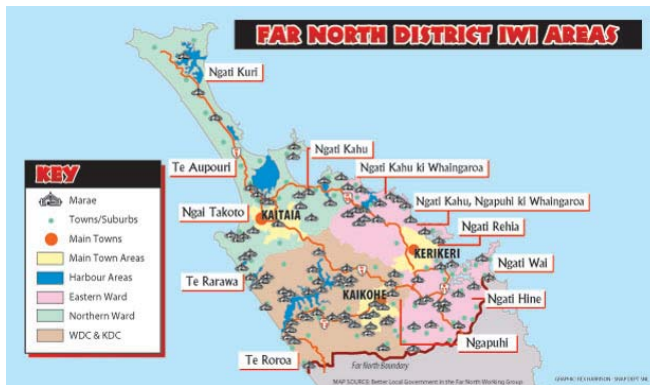 FAR NORTH DISTRICT IWI AREAS
Ngati Kuri
Te Aupouri
Ngati Kahu
Ngati Kahu ki Whaingaroa
Ngai Takoto
KAITAIA
Ngati Kahu, Ngapuhi ki Whaingaroa
Ngati Rehia
KERIKERI
Te Rarawa
Ngati Wai
KAIKOHE
Ngati Hine
Ngapuhi
Te Roroa
Far North Boundary
KEY
Marae
Towns/Suburbs
Main Towns
Main Town Areas
Harbour Areas
Eastern Ward
Northern Ward
WDC & KDC
MAP SOURCE: Better Local Government in the Far North Working Group